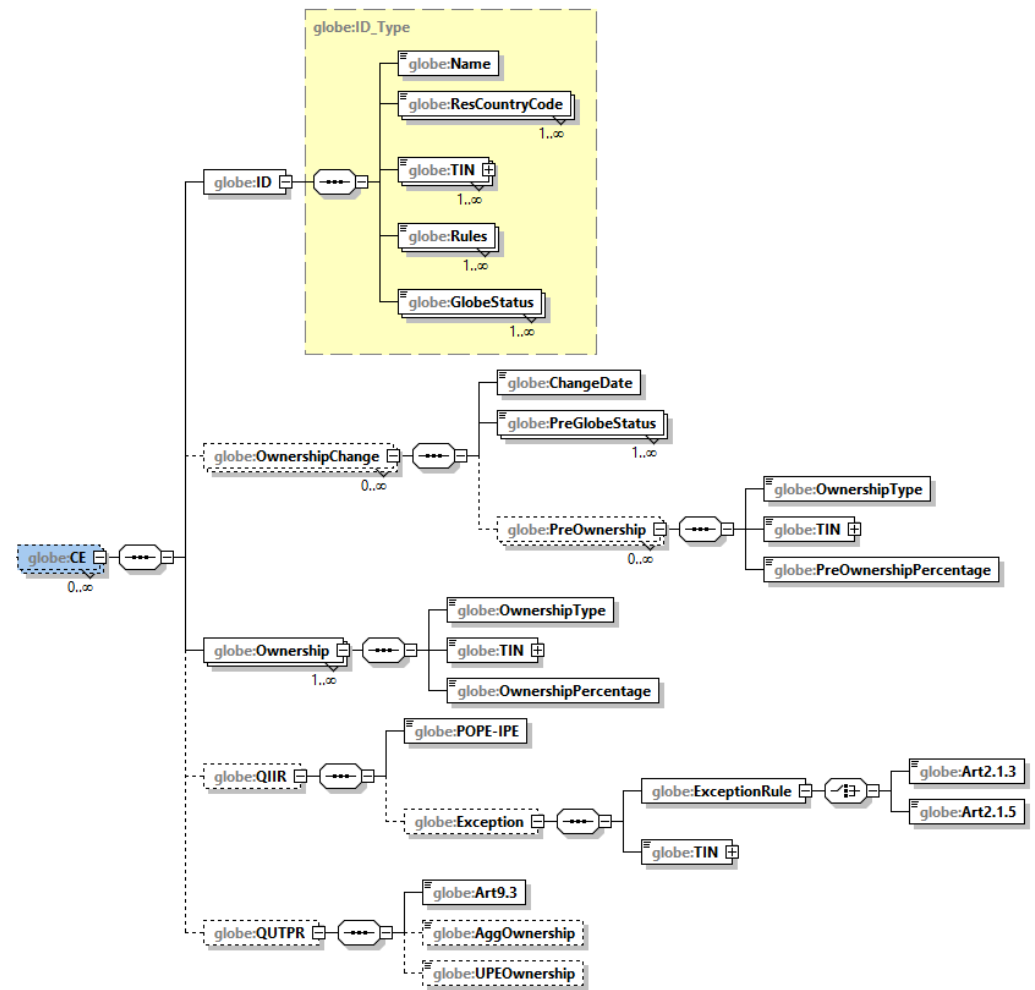 globe:ID_Type
globe:Name
globe:ResCountryCode
1..∞
globe:TIN
1..∞
globe:Rules
1..∞
globe:GlobeStatus
1..∞
globe:ID
globe:ChangeDate
globe:PreGlobeStatus
1..∞
globe:OwnershipChange
0..∞
globe:OwnershipType
globe:PreOwnership
0..∞
globe:TIN
globe:PreOwnershipPercentage
globe:CE
0..∞
globe:OwnershipType
globe:Ownership
1..∞
globe:TIN
globe:OwnershipPercentage
globe:POPE-IPE
globe:QIIR
globe:Exception
globe:ExceptionRule
globe:Art2.1.3
globe:Art2.1.5
globe:TIN
globe:Art9.3
globe:QUTPR
globe:AggOwnership
globe:UPEOwnership